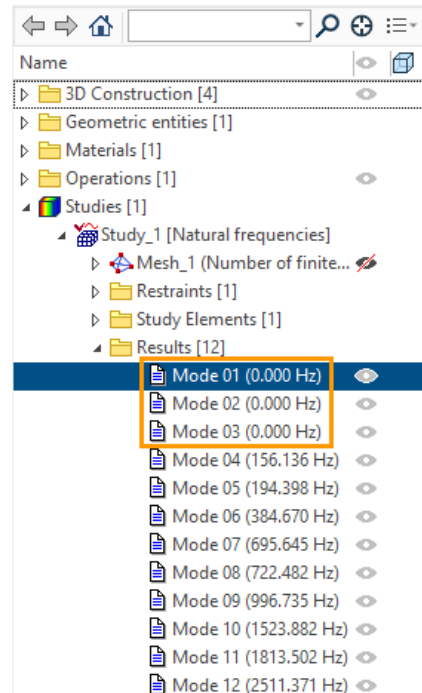 Name
3D Construction [4]
Geometric entities [1]
Materials [1]
Operations [1]
Studies [1]
Study_1 [Natural frequencies]
Mesh_1 (Number of finite...
Restraints [1]
Study Elements [1]
Results [12]
Mode 01 (0.000 Hz)
Mode 02 (0.000 Hz)
Mode 03 (0.000 Hz)
Mode 04 (156.136 Hz)
Mode 05 (194.398 Hz)
Mode 06 (384.670 Hz)
Mode 07 (695.645 Hz)
Mode 08 (722.482 Hz)
Mode 09 (996.735 Hz)
Mode 10 (1523.882 Hz)
Mode 11 (1813.502 Hz)
Mode 12 (2511.371 Hz)